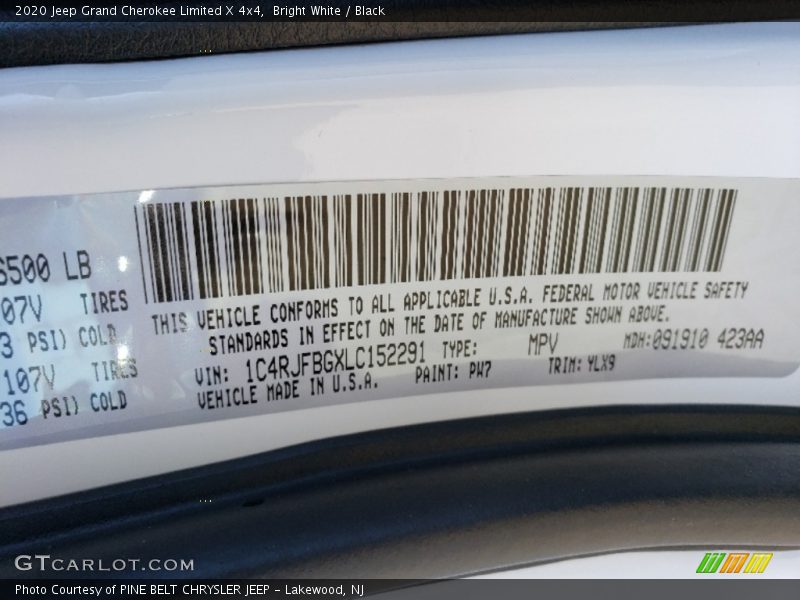 2020 Jeep Grand Cherokee Limited X 4x4, Bright White / Black
6500 LB
07V TIRES
3 PSI) COLD
107V TIRES
36 PSI) COLD
THIS VEHICLE CONFORMS TO ALL APPLICABLE U.S.A. FEDERAL MOTOR VEHICLE SAFETY
STANDARDS IN EFFECT ON THE DATE OF MANUFACTURE SHOWN ABOVE.
VIN: 1C4RJFBGXLC152291 TYPE: MPV MDH:091910 423AA
VEHICLE MADE IN U.S.A. PAINT: PW7 TRIM: YLX9
GTCARLOT.COM
Photo Courtesy of PINE BELT CHRYSLER JEEP - Lakewood, NJ